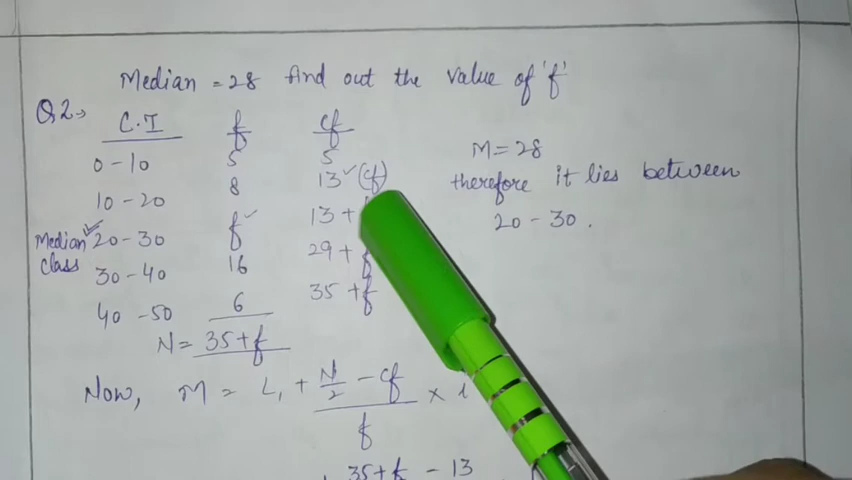 Median = 28 find out the value of 'f'
Q2→ C.I f cf
0-10 5 5
10-20 8 13 ✓ (cf)
Median ✓ 20-30 f ✓ 13 +
class 30-40 16 29 + f
40-50 6 35 + f
N = 35+f
M = 28
therefore it lies between
20 - 30 .
Now, M = L₁ + N/2 - cf / f × i
+ 35+f - 13